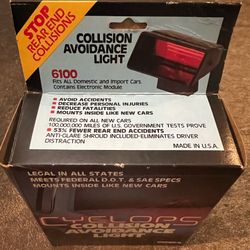 STOP
REAR END
COLLISIONS
COLLISION
AVOIDANCE
LIGHT
6100
Fits ALL Domestic and Import Cars
Contains Electronic Module
• AVOID ACCIDENTS
• DECREASE PERSONAL INJURIES
• REDUCE FATALITIES
• MOUNTS INSIDE LIKE NEW CARS
REQUIRED ON ALL NEW CARS
100,000,000 MILES OF U.S. GOVERNMENT TESTS PROVE
• 53% FEWER REAR END ACCIDENTS
ANTI-GLARE SHROUD INCLUDED-ELIMINATES DRIVER
DISTRACTION
MADE IN U.S.A.
LEGAL IN ALL STATES
MEETS FEDERAL D.O.T. & SAE SPECS
MOUNTS INSIDE LIKE NEW CARS
COLLISION
AVOIDANCE
LIGHT